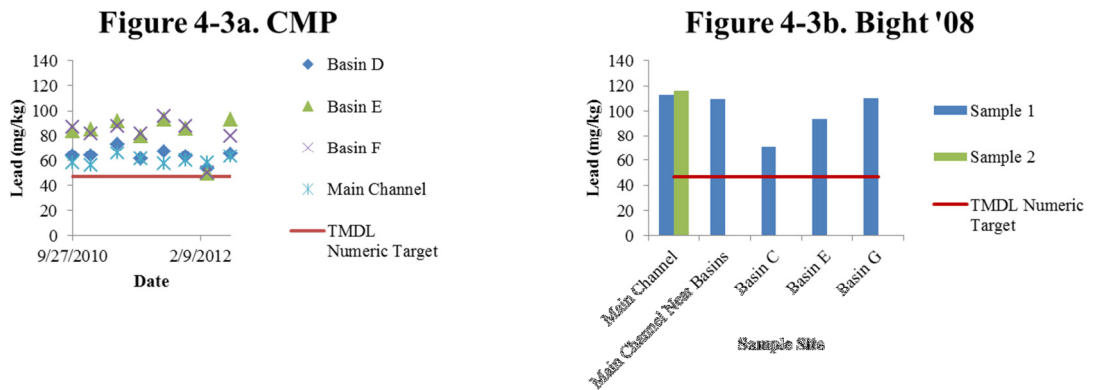 Figure 4-3a. CMP
Lead (mg/kg)
140
120
100
80
60
40
20
0
9/27/2010
2/9/2012
Date
Basin D
Basin E
Basin F
Main Channel
TMDL
Numeric Target
Figure 4-3b. Bight '08
Lead (mg/kg)
140
120
100
80
60
40
20
0
Main Channel
Main Channel Near Basins
Basin C
Basin E
Basin G
Sample Site
Sample 1
Sample 2
TMDL Numeric
Target